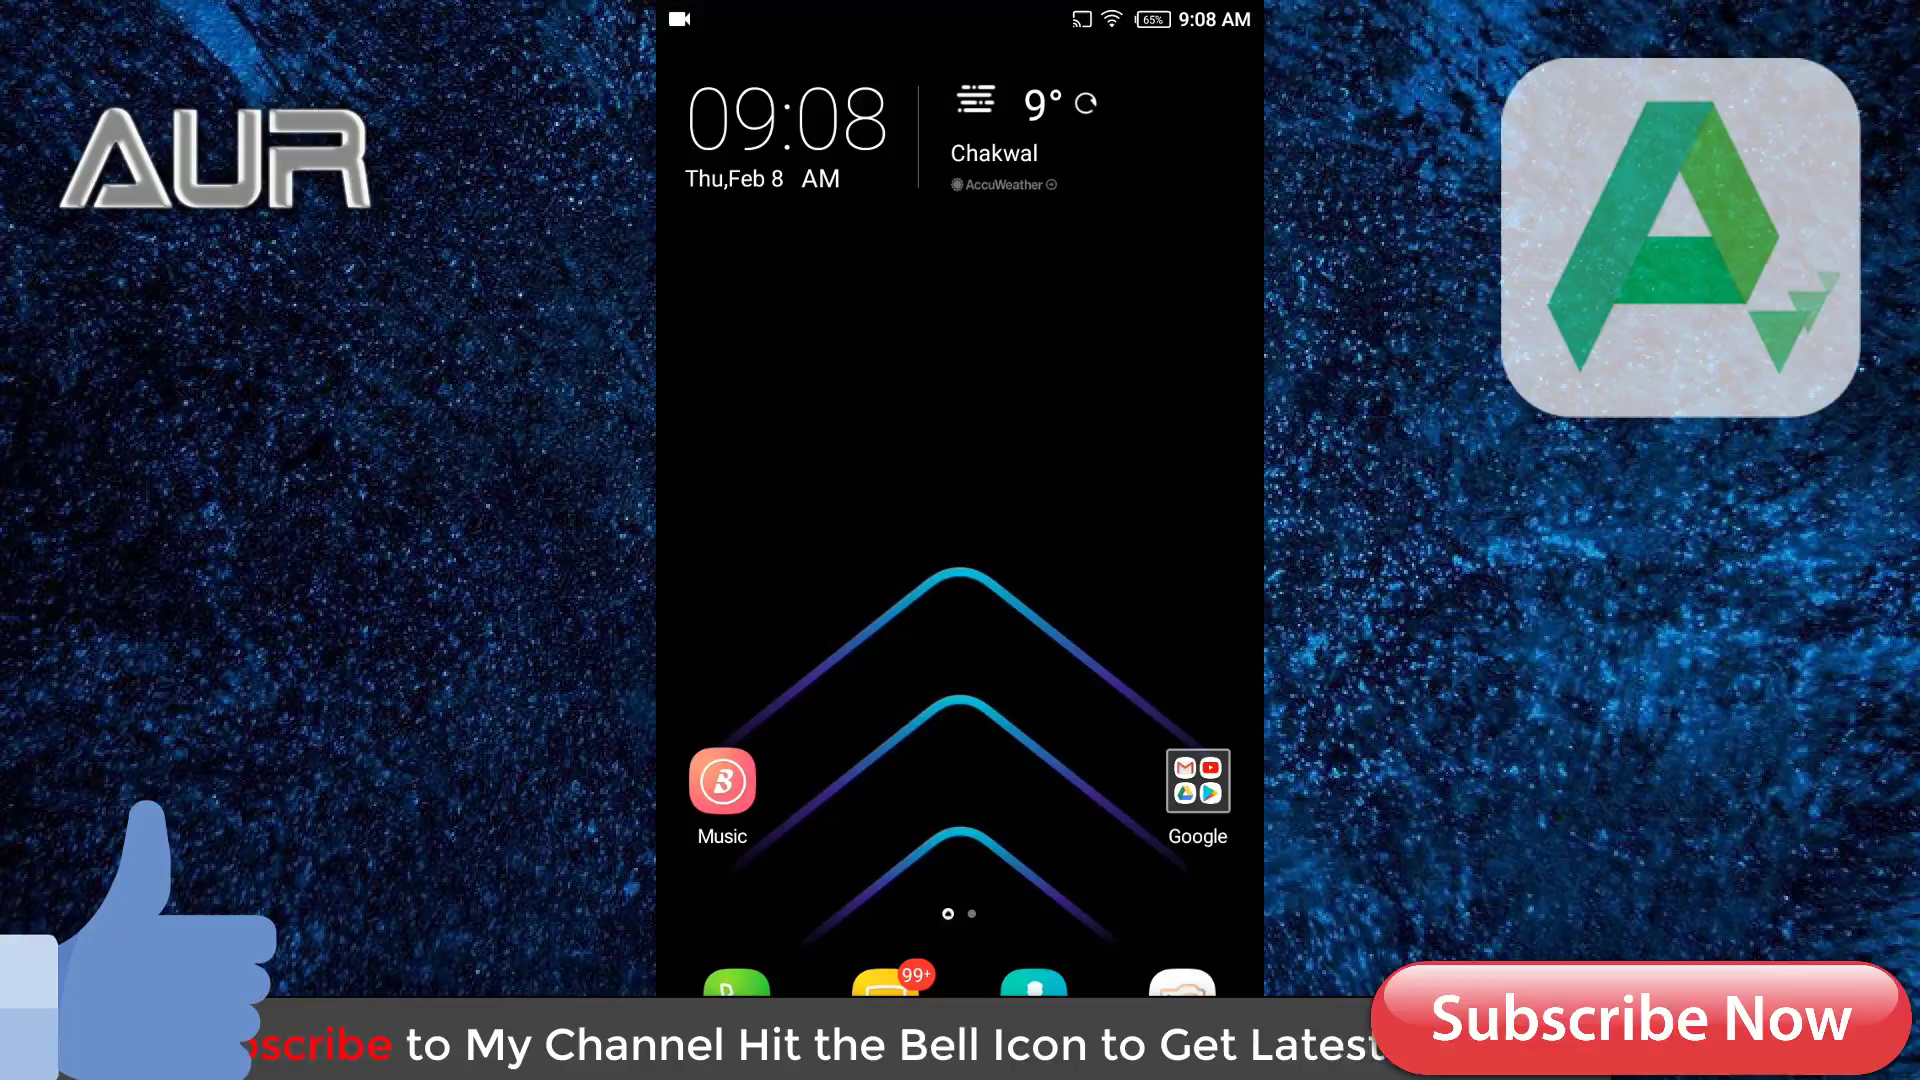 AUR
65% 9:08 AM
09:08
Thu,Feb 8 AM
9°
Chakwal
AccuWeather
Music
Google
99+
scribe to My Channel Hit the Bell Icon to Get Latest
Subscribe Now